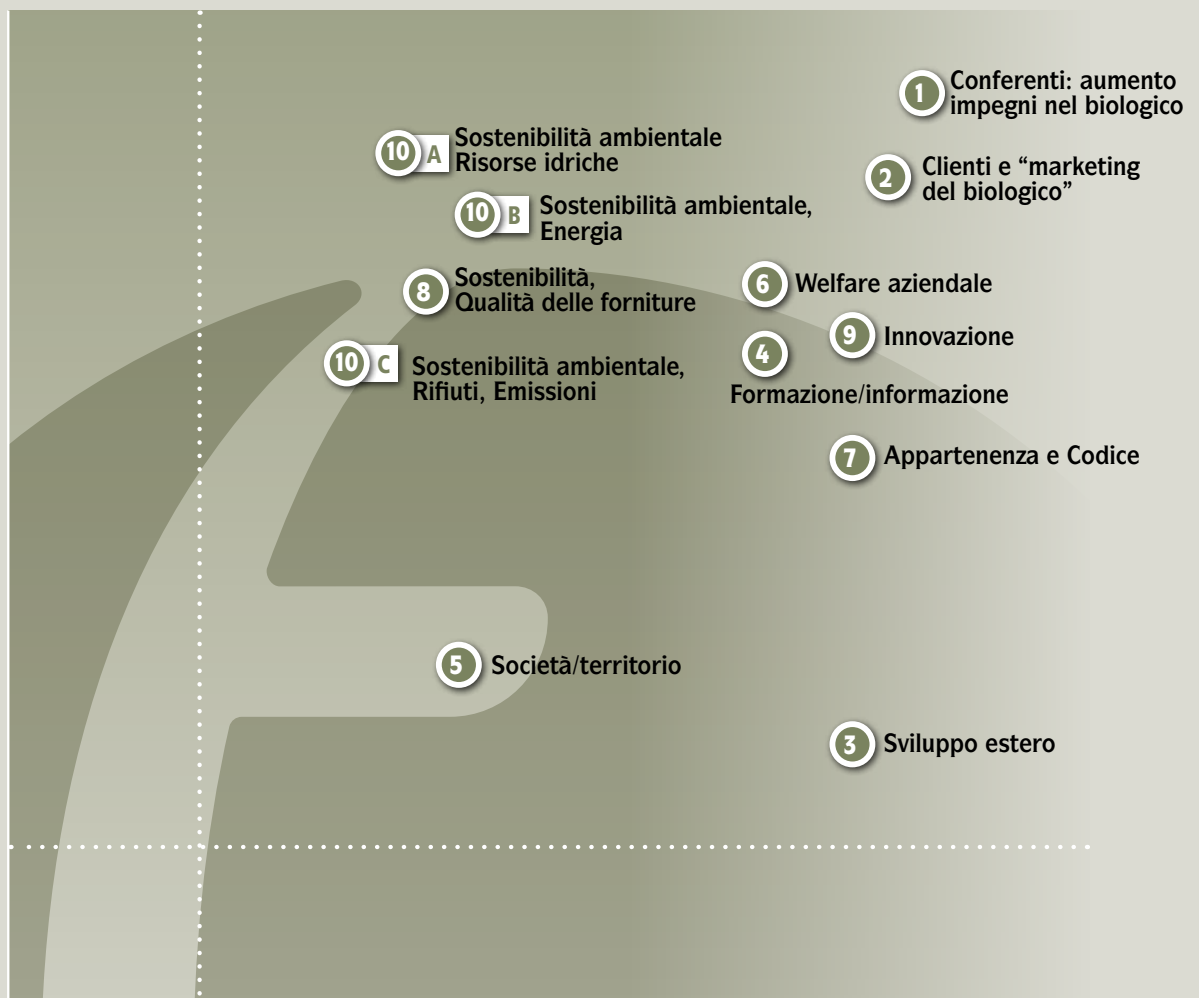 1 Conferenti: aumento
impegni nel biologico
10 A Sostenibilità ambientale
Risorse idriche
2 Clienti e “marketing
del biologico”
10 B Sostenibilità ambientale,
Energia
8 Sostenibilità,
Qualità delle forniture
6 Welfare aziendale
9 Innovazione
4
Formazione/informazione
10 C Sostenibilità ambientale,
Rifiuti, Emissioni
7 Appartenenza e Codice
5 Società/territorio
3 Sviluppo estero